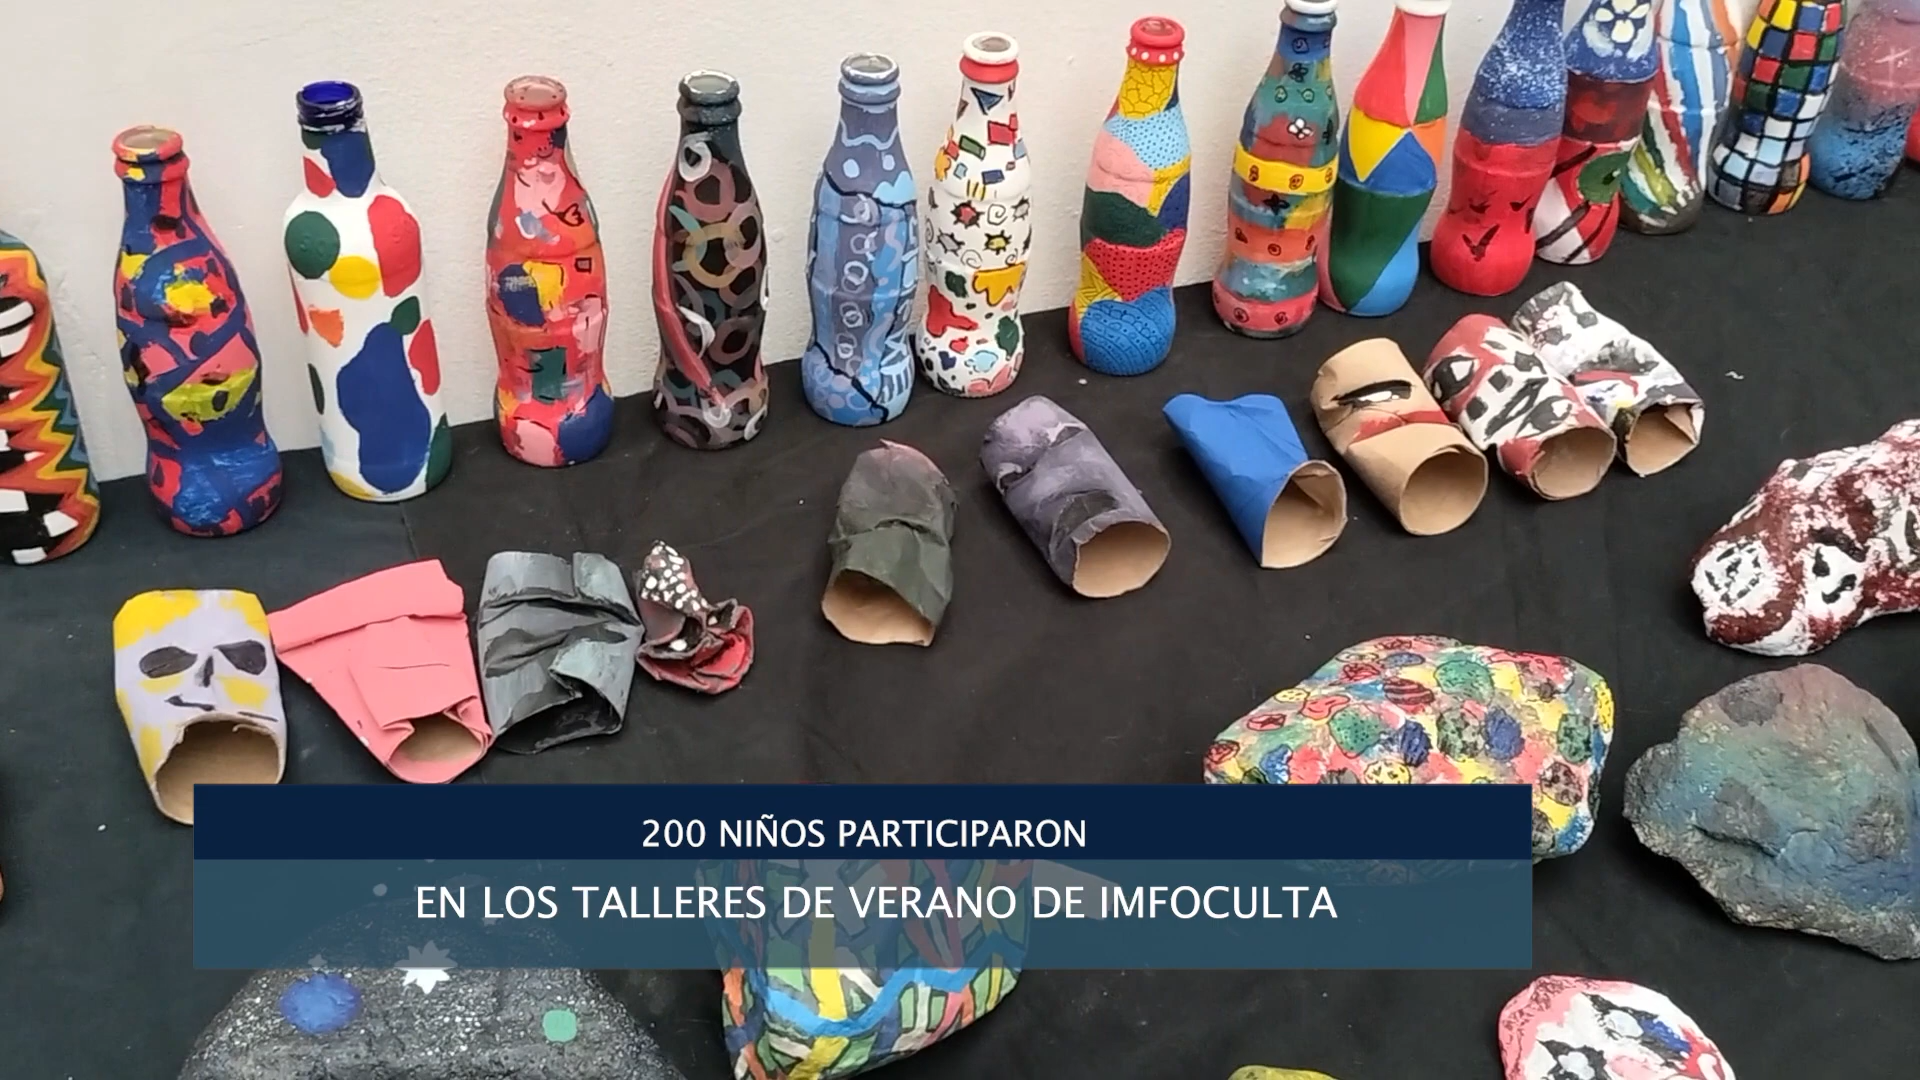 200 NIÑOS PARTICIPARON
EN LOS TALLERES DE VERANO DE IMFOCULTA